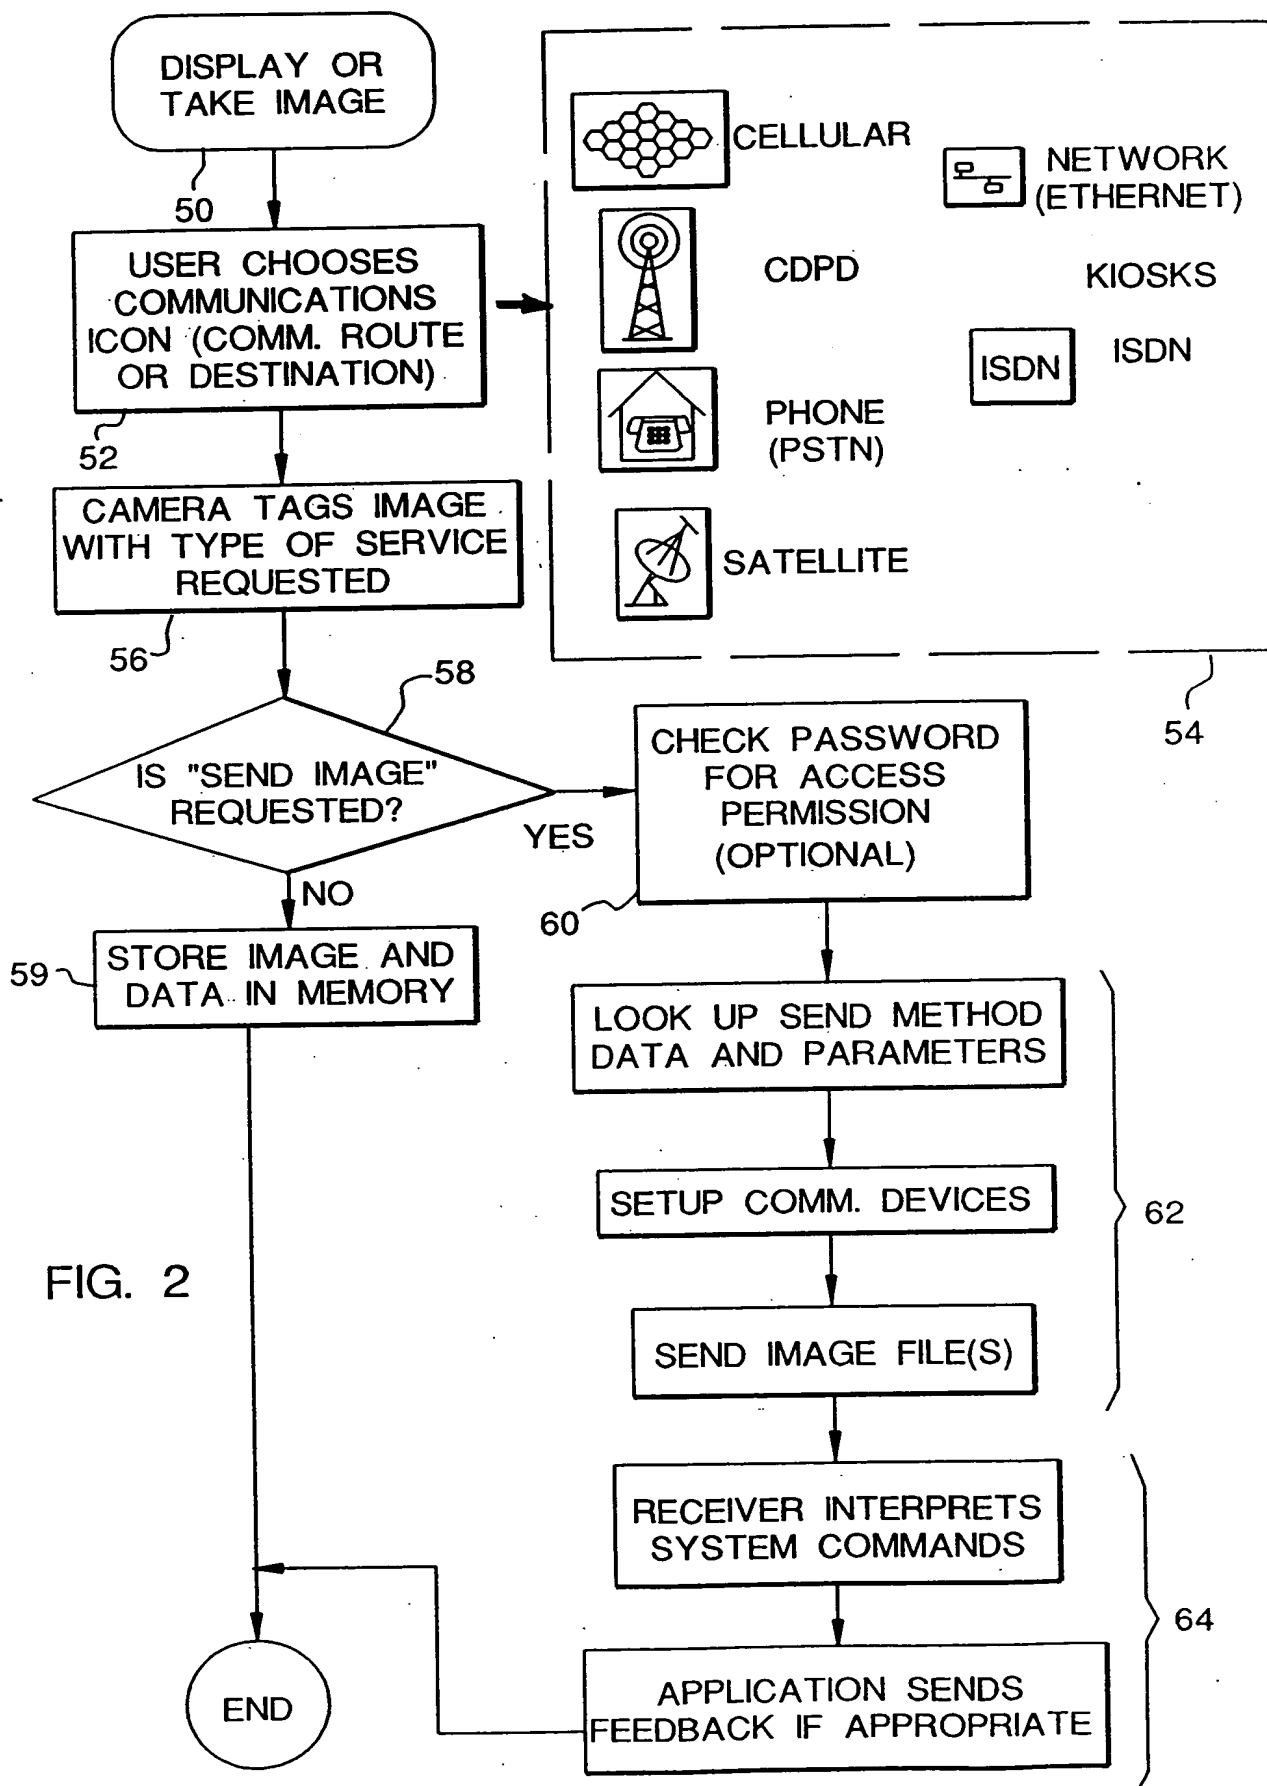 DISPLAY OR
TAKE IMAGE
50
USER CHOOSES
COMMUNICATIONS
ICON (COMM. ROUTE
OR DESTINATION)
52
CELLULAR
CDPD
PHONE
(PSTN)
SATELLITE
NETWORK
(ETHERNET)
KIOSKS
ISDN
ISDN
54
CAMERA TAGS IMAGE
WITH TYPE OF SERVICE
REQUESTED
56
58
IS "SEND IMAGE"
REQUESTED?
YES
NO
STORE IMAGE AND
DATA IN MEMORY
59
CHECK PASSWORD
FOR ACCESS
PERMISSION
(OPTIONAL)
60
LOOK UP SEND METHOD
DATA AND PARAMETERS
SETUP COMM. DEVICES
SEND IMAGE FILE(S)
62
RECEIVER INTERPRETS
SYSTEM COMMANDS
APPLICATION SENDS
FEEDBACK IF APPROPRIATE
64
END
FIG. 2